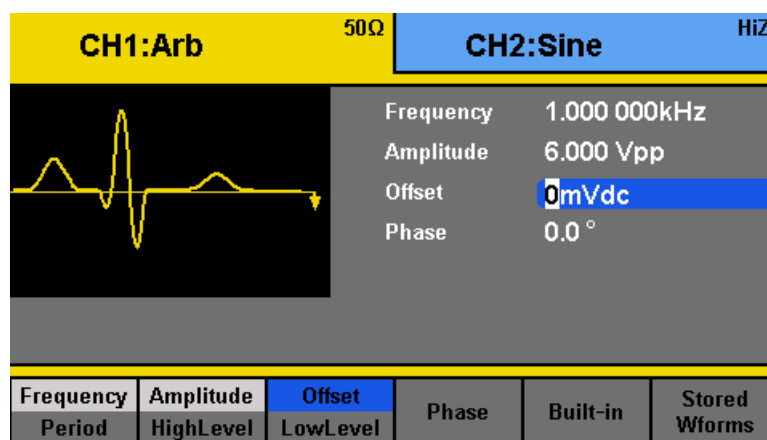 CH1:Arb 50Ω CH2:Sine HiZ
Frequency 1.000 000kHz
Amplitude 6.000 Vpp
Offset 0mVdc
Phase 0.0 °
Frequency Amplitude Offset Phase Built-in Stored Wforms
Period HighLevel LowLevel